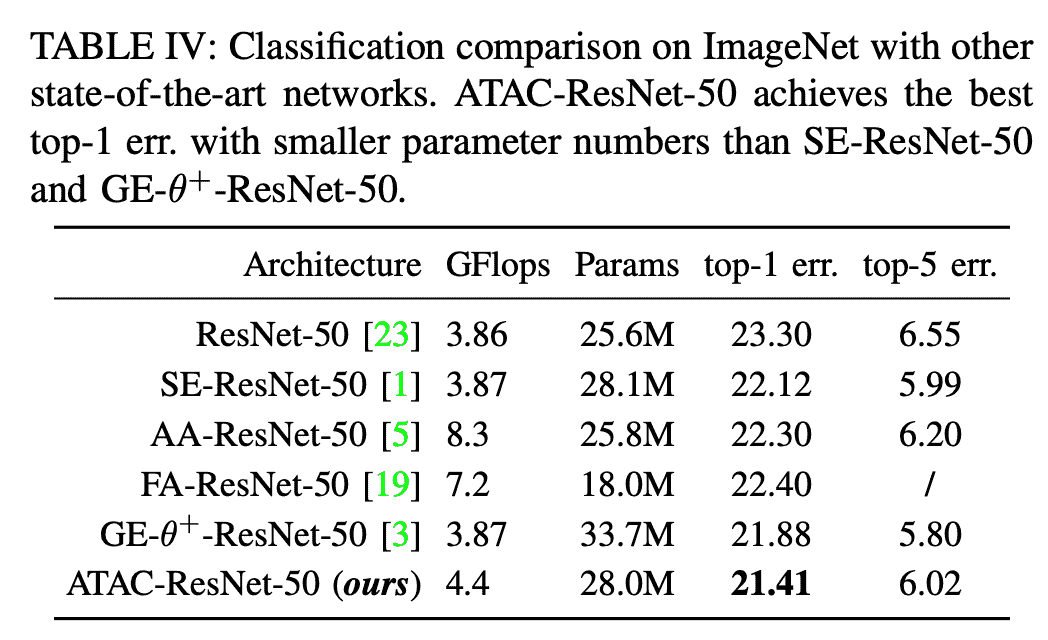 TABLE IV: Classification comparison on ImageNet with other
state-of-the-art networks. ATAC-ResNet-50 achieves the best
top-1 err. with smaller parameter numbers than SE-ResNet-50
and GE-θ⁺-ResNet-50.
Architecture GFlops Params top-1 err. top-5 err.
ResNet-50 [23] 3.86 25.6M 23.30 6.55
SE-ResNet-50 [1] 3.87 28.1M 22.12 5.99
AA-ResNet-50 [5] 8.3 25.8M 22.30 6.20
FA-ResNet-50 [19] 7.2 18.0M 22.40 /
GE-θ⁺-ResNet-50 [3] 3.87 33.7M 21.88 5.80
ATAC-ResNet-50 (ours) 4.4 28.0M 21.41 6.02